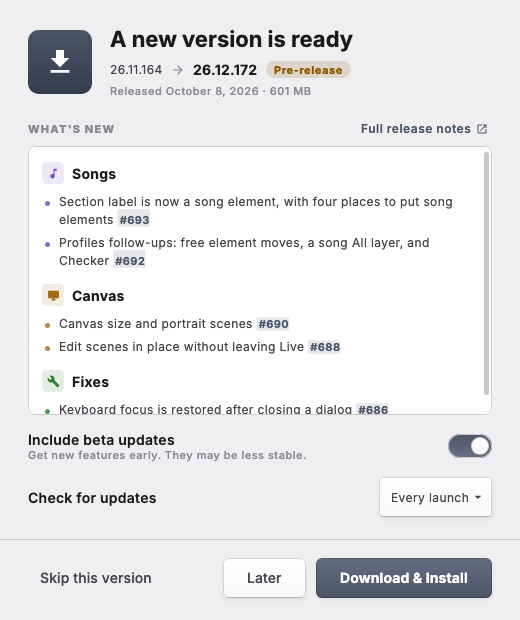 A new version is ready
26.11.164 → 26.12.172 Pre-release
Released October 8, 2026 · 601 MB
WHAT'S NEW
Full release notes
Songs
Section label is now a song element, with four places to put song
elements #693
Profiles follow-ups: free element moves, a song All layer, and
Checker #692
Canvas
Canvas size and portrait scenes #690
Edit scenes in place without leaving Live #688
Fixes
Keyboard focus is restored after closing a dialog #686
Include beta updates
Get new features early. They may be less stable.
Check for updates
Every launch
Skip this version
Later
Download & Install